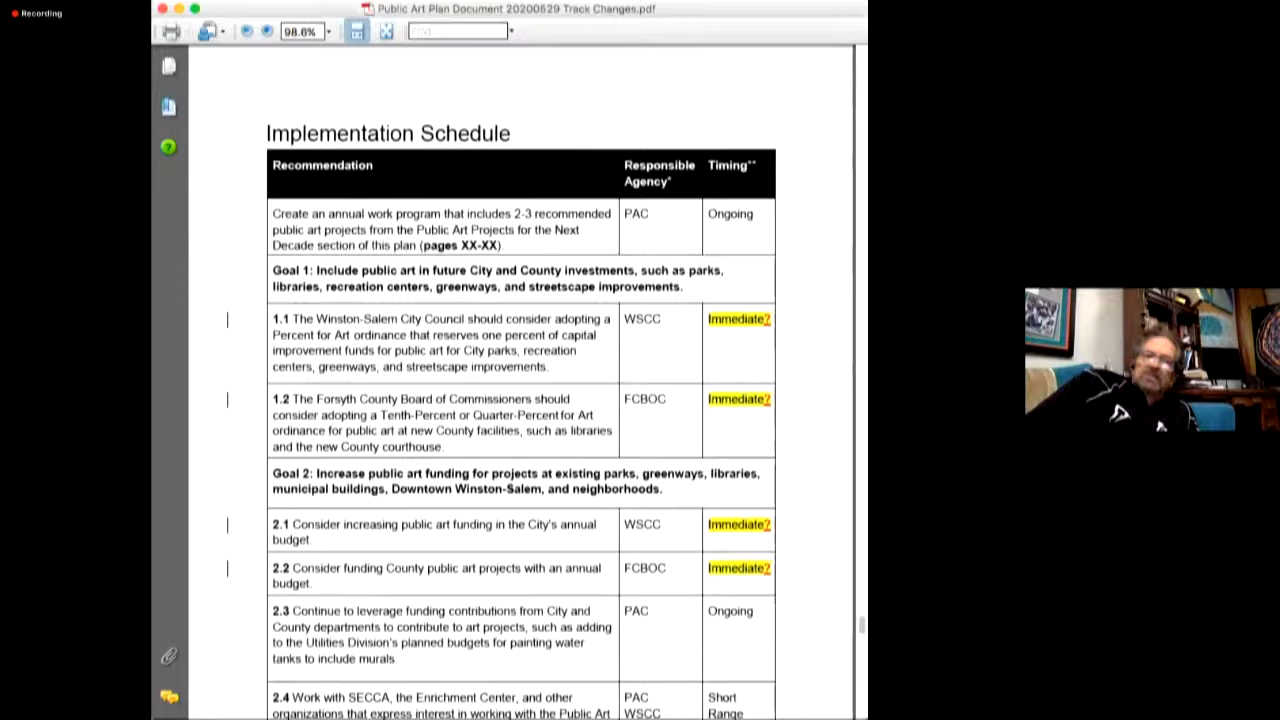 Recording
Public Art Plan Document 20200629 Track Changes.pdf
98.6%
Find
Implementation Schedule
Recommendation
Responsible
Agency*
Timing**
Create an annual work program that includes 2-3 recommended
public art projects from the Public Art Projects for the Next
Decade section of this plan (pages XX-XX)
PAC
Ongoing
Goal 1: Include public art in future City and County investments, such as parks,
libraries, recreation centers, greenways, and streetscape improvements.
1.1 The Winston-Salem City Council should consider adopting a
Percent for Art ordinance that reserves one percent of capital
improvement funds for public art for City parks, recreation
centers, greenways, and streetscape improvements.
WSCC
Immediate?
1.2 The Forsyth County Board of Commissioners should
consider adopting a Tenth-Percent or Quarter-Percent for Art
ordinance for public art at new County facilities, such as libraries
and the new County courthouse.
FCBOC
Immediate?
Goal 2: Increase public art funding for projects at existing parks, greenways, libraries,
municipal buildings, Downtown Winston-Salem, and neighborhoods.
2.1 Consider increasing public art funding in the City's annual
budget.
WSCC
Immediate?
2.2 Consider funding County public art projects with an annual
budget.
FCBOC
Immediate?
2.3 Continue to leverage funding contributions from City and
County departments to contribute to art projects, such as adding
to the Utilities Division's planned budgets for painting water
tanks to include murals.
PAC
Ongoing
2.4 Work with SECCA, the Enrichment Center, and other
organizations that express interest in working with the Public Art
PAC
WSCC
Short
Range